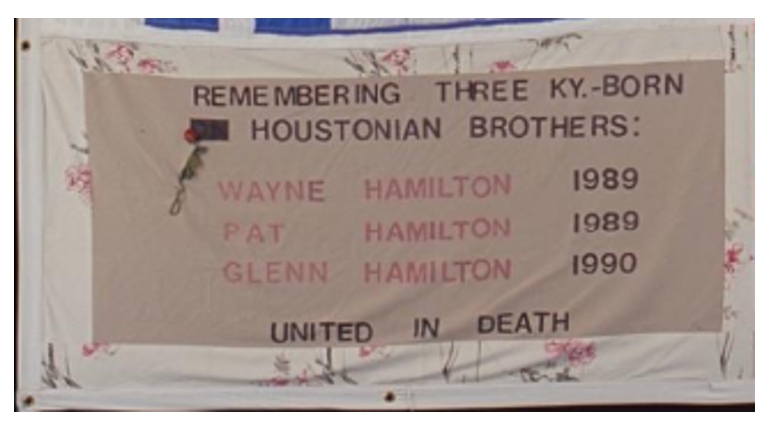 REMEMBERING THREE KY.-BORN
HOUSTONIAN BROTHERS:
WAYNE HAMILTON 1989
PAT HAMILTON 1989
GLENN HAMILTON 1990
UNITED IN DEATH